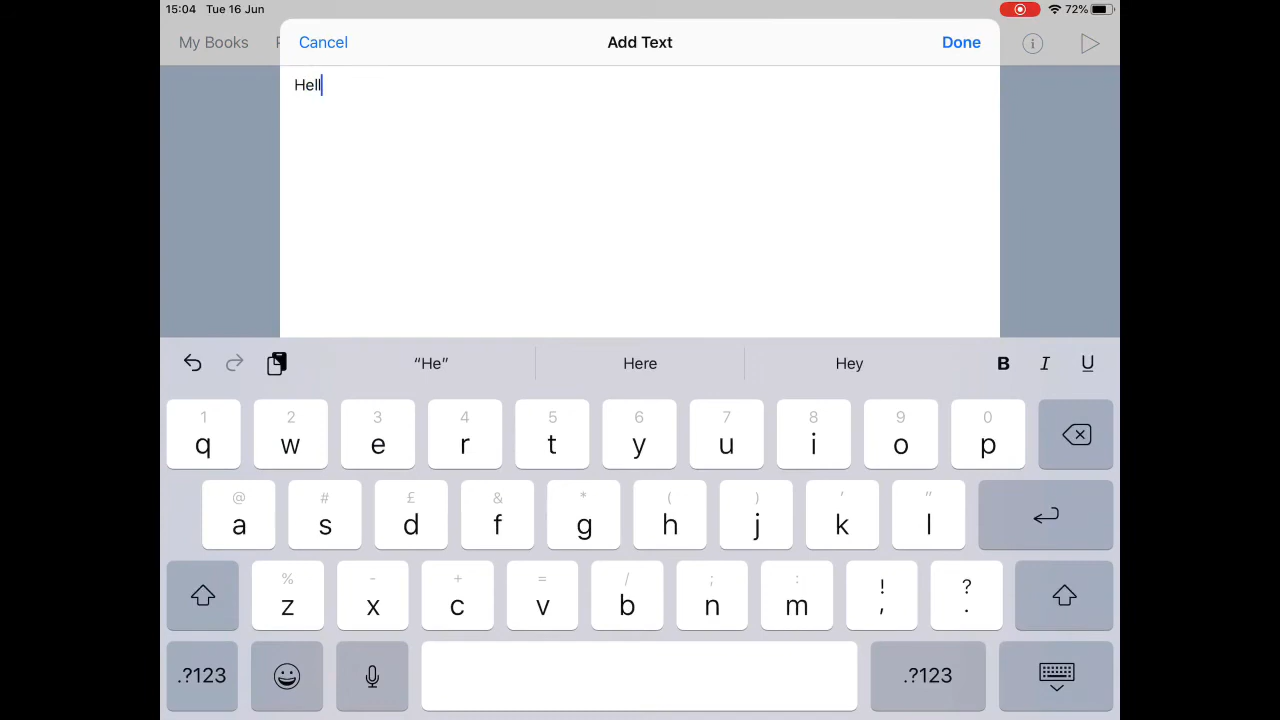 15:04 Tue 16 Jun 72%
My Books
Cancel Add Text Done
Hell
“He” Here Hey B I U
1 2 3 4 5 6 7 8 9 0
q w e r t y u i o p
@ # £ & * ( ) ' "
a s d f g h j k l
% - + = / ; : ! ?
z x c v b n m , .
.?123 .?123